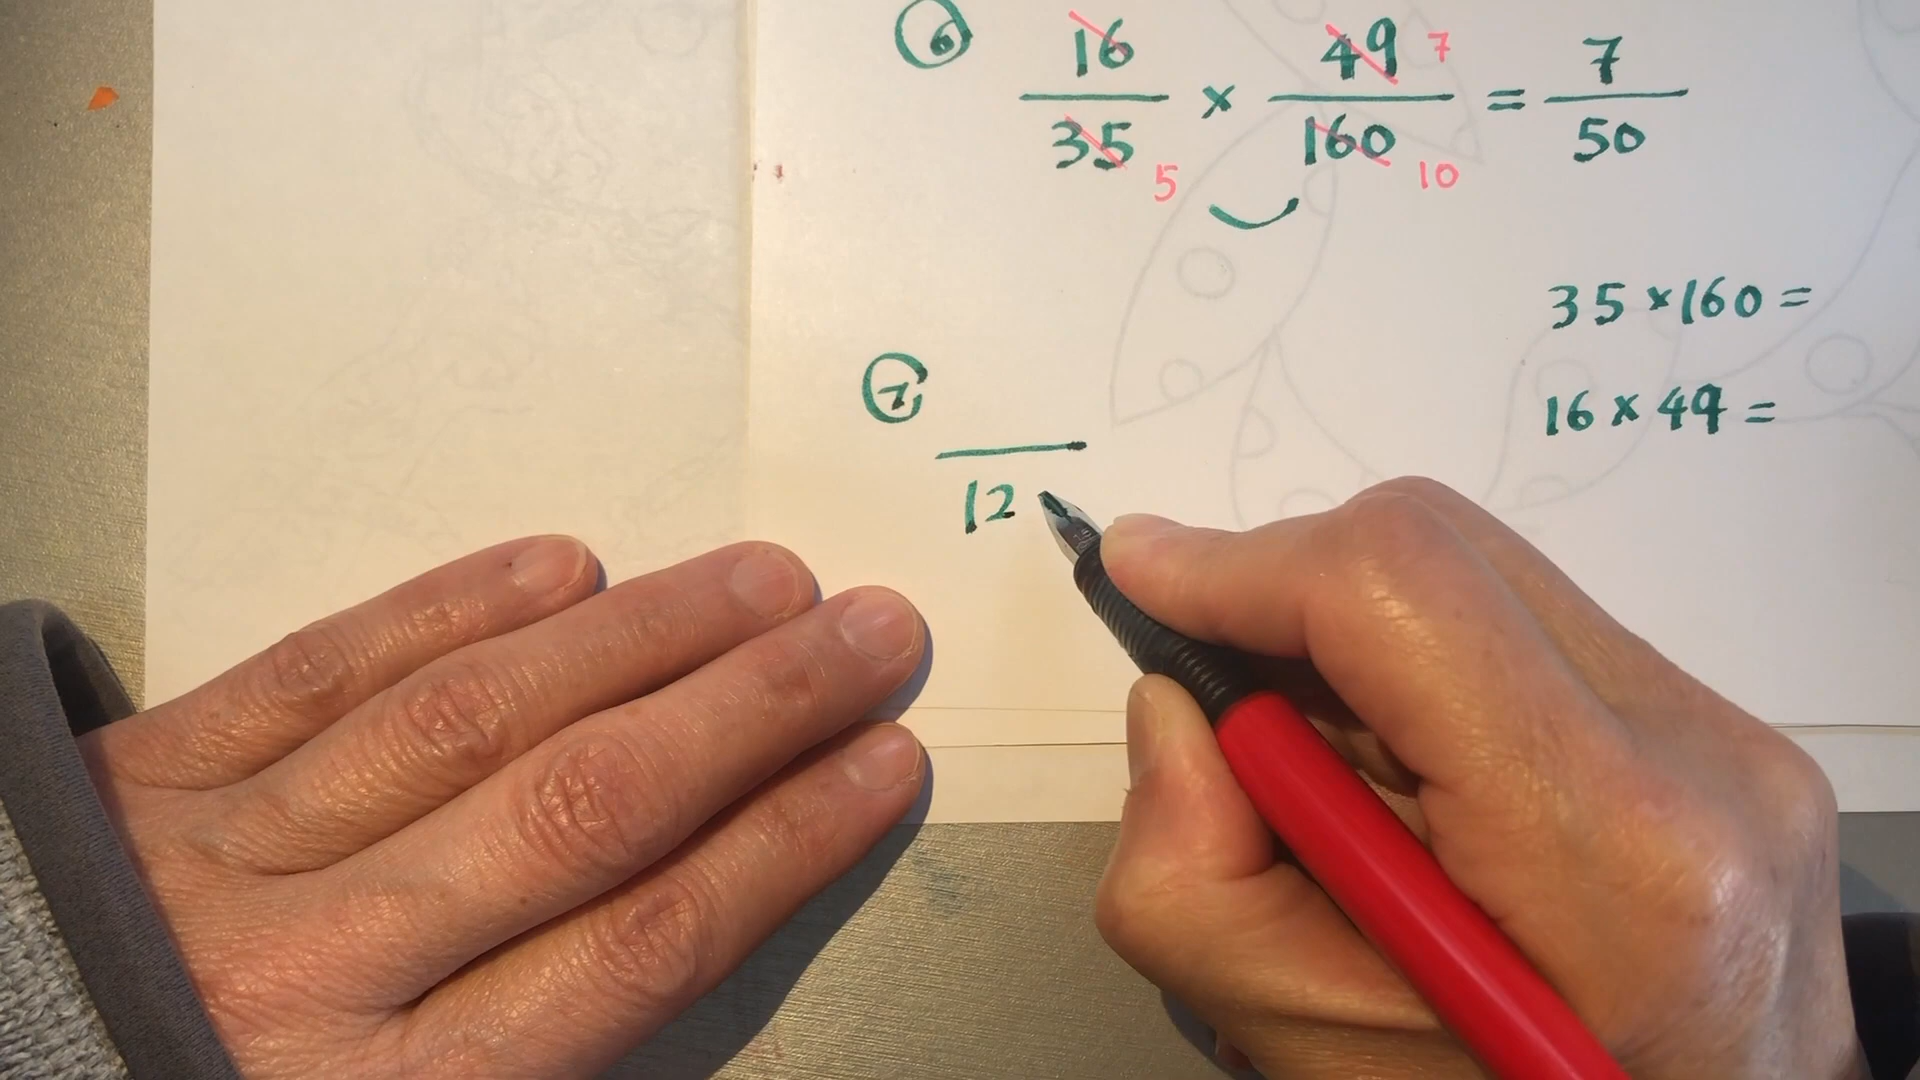 6
16/35 × 49/160 = 7/50
7
5
10
35 × 160 =
16 × 49 =
7
12